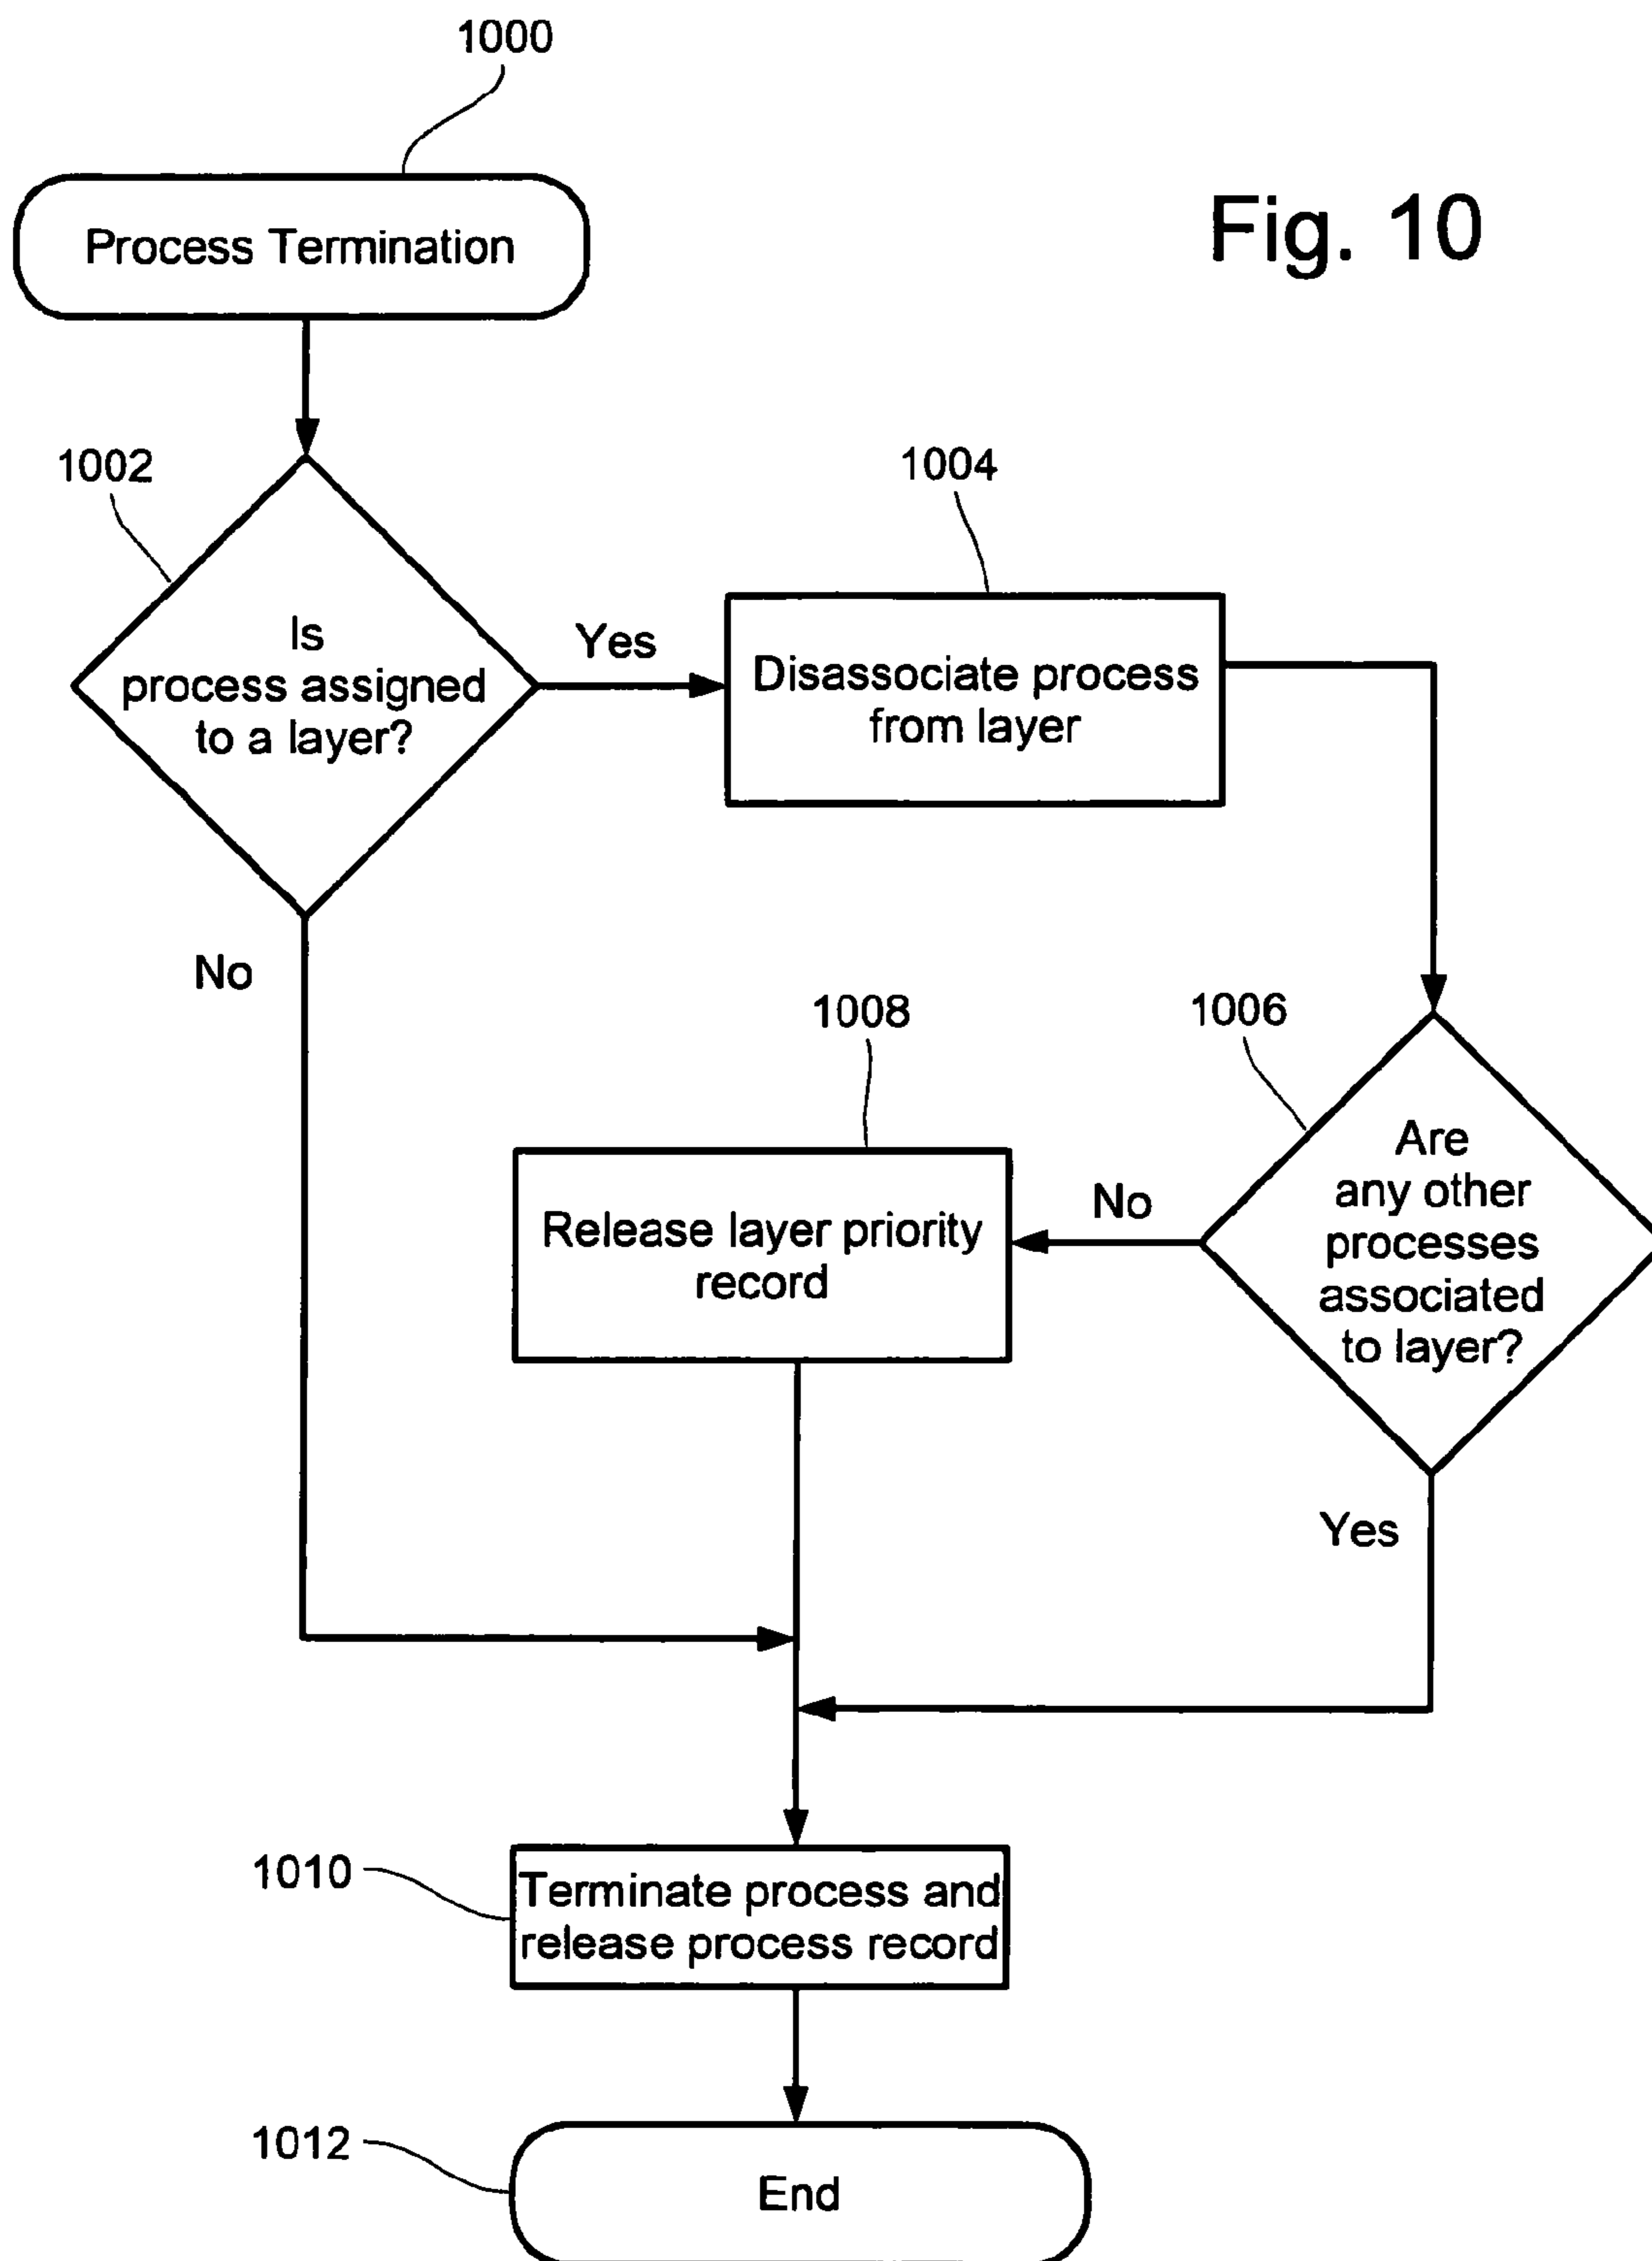 1000
Fig. 10
Process Termination
1002
Is
process assigned
to a layer?
Yes
No
1004
Disassociate process
from layer
1006
Are
any other
processes
associated
to layer?
No
Yes
1008
Release layer priority
record
1010
Terminate process and
release process record
1012
End